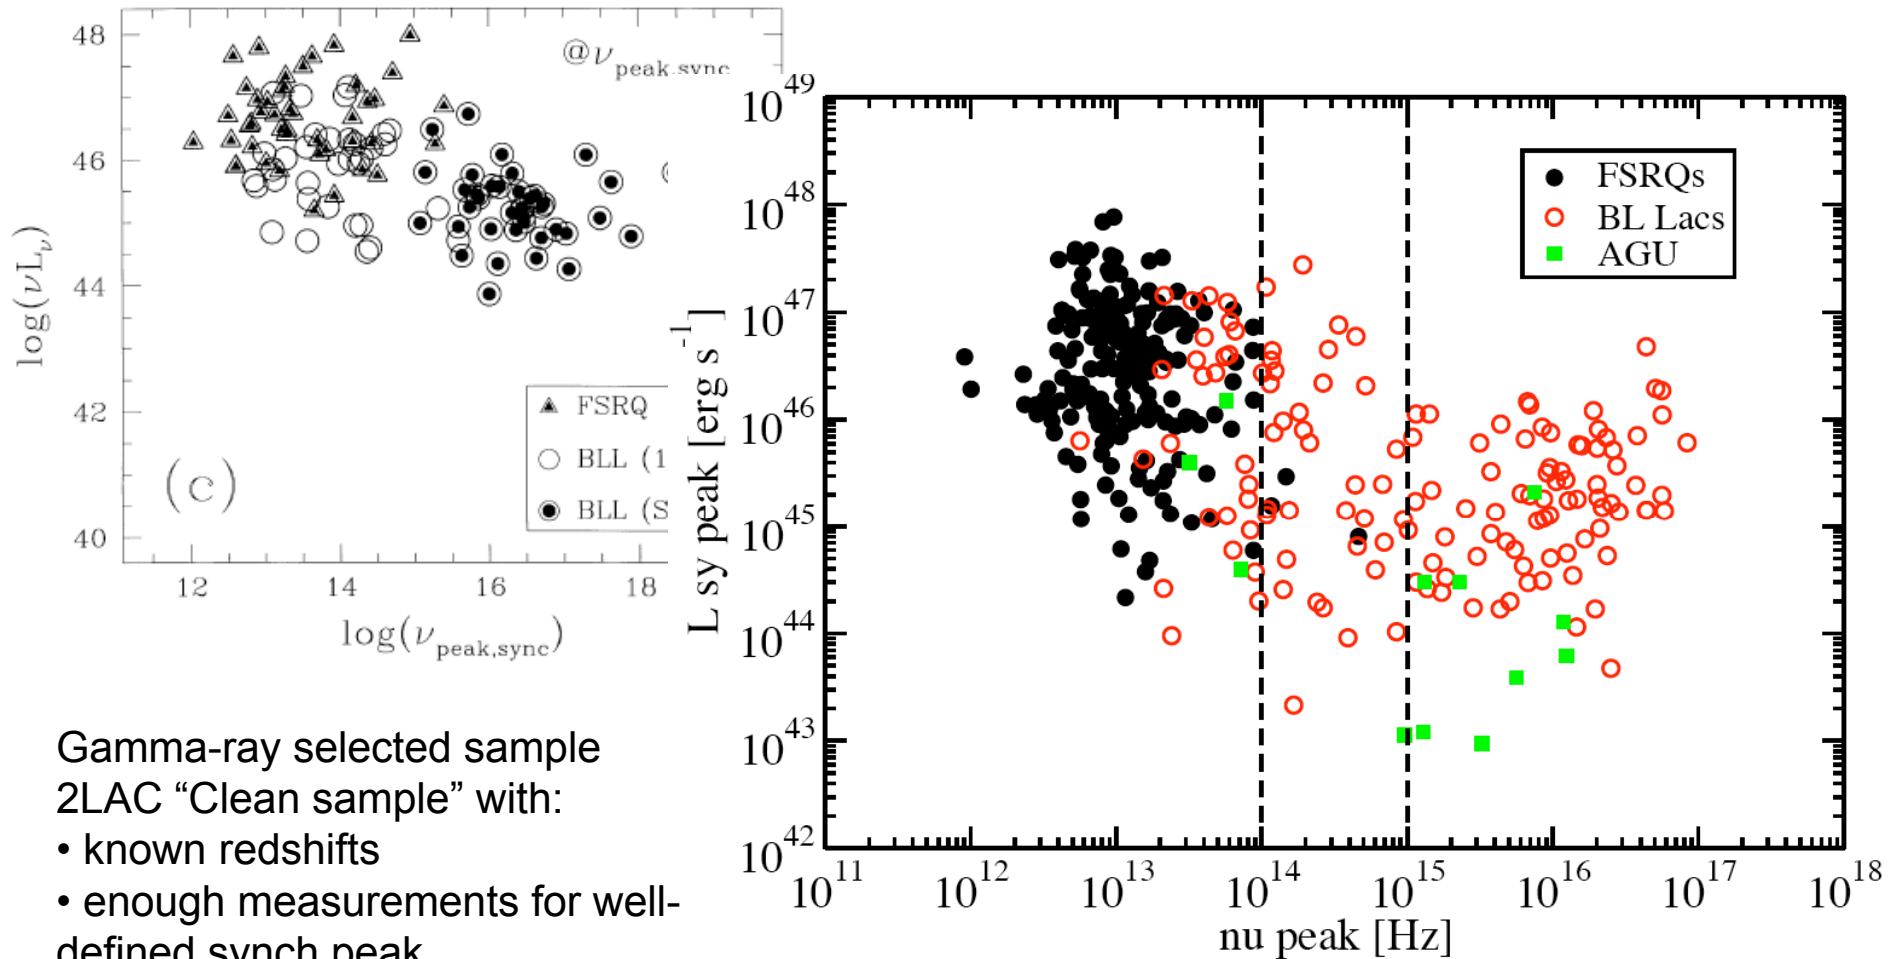 48
46
44
42
40
log(νL_ν)
@ν_peak,sync
FSRQ
BLL (1
BLL (S
(c)
12 14 16 18
log(ν_peak,sync)
10^49
10^48
10^47
10^46
10^45
10^44
10^43
10^42
L sy peak [erg s^-1]
FSRQs
BL Lacs
AGU
10^11 10^12 10^13 10^14 10^15 10^16 10^17 10^18
nu peak [Hz]
Gamma-ray selected sample
2LAC “Clean sample” with:
• known redshifts
• enough measurements for well-
defined synch peak